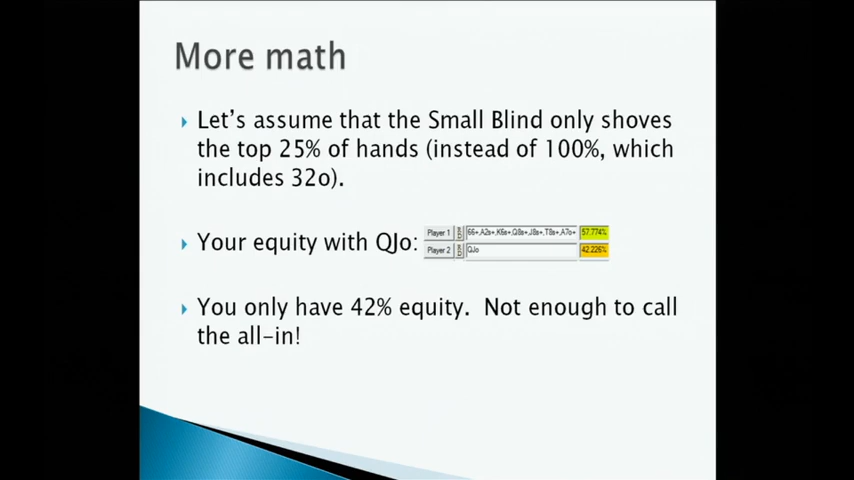 More math
Let's assume that the Small Blind only shoves
the top 25% of hands (instead of 100%, which
includes 32o).
Your equity with QJo:
Player 1 66+,A2s+,K6s+,Q8s+,J8s+,T8s+,A7o+ 57.774%
Player 2 QJo 42.226%
You only have 42% equity. Not enough to call
the all-in!